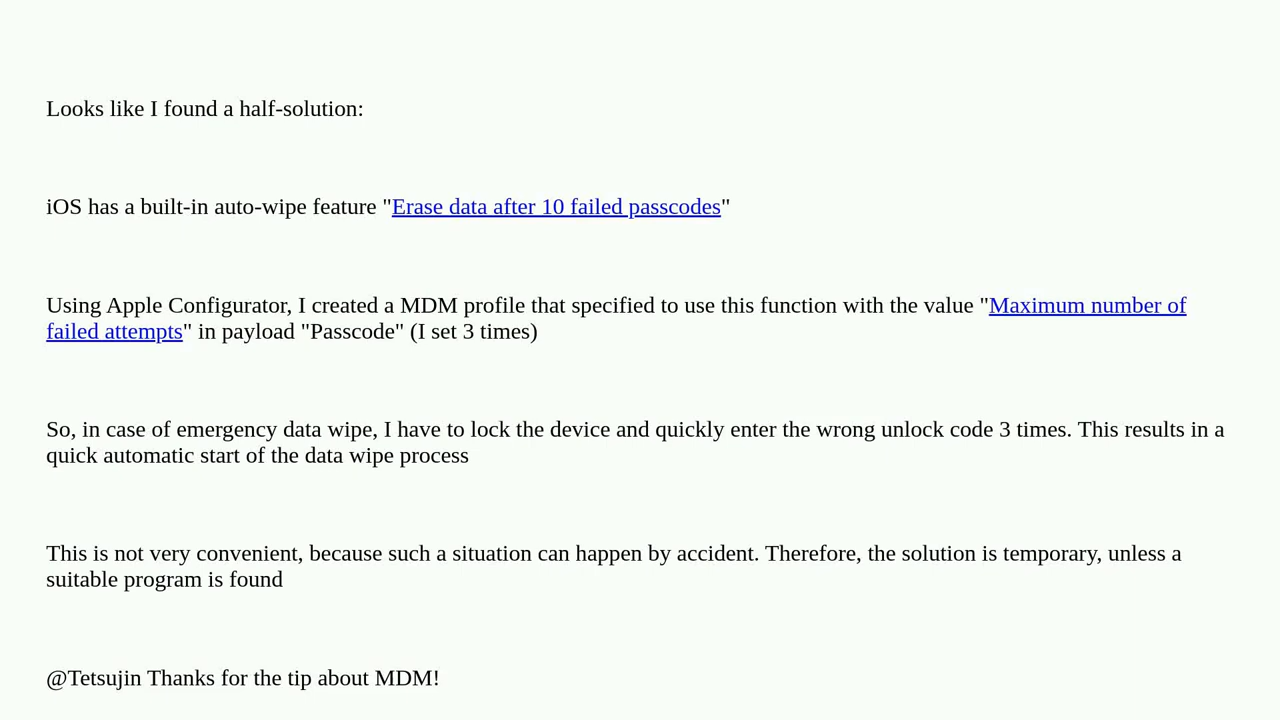 Looks like I found a half-solution:
iOS has a built-in auto-wipe feature "Erase data after 10 failed passcodes"
Using Apple Configurator, I created a MDM profile that specified to use this function with the value "Maximum number of
failed attempts" in payload "Passcode" (I set 3 times)
So, in case of emergency data wipe, I have to lock the device and quickly enter the wrong unlock code 3 times. This results in a
quick automatic start of the data wipe process
This is not very convenient, because such a situation can happen by accident. Therefore, the solution is temporary, unless a
suitable program is found
@Tetsujin Thanks for the tip about MDM!